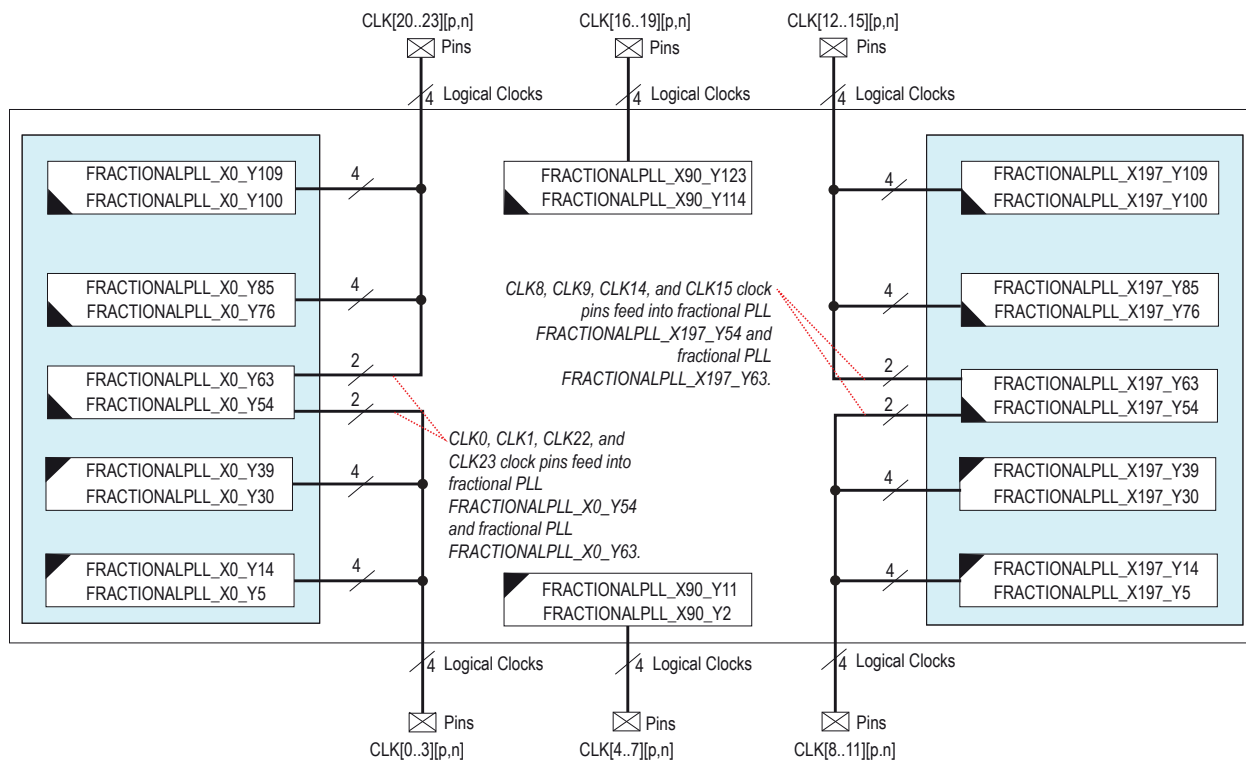 CLK[20..23][p,n]
CLK[16..19][p,n]
CLK[12..15][p,n]
Pins
Pins
Pins
4 Logical Clocks
4 Logical Clocks
4 Logical Clocks
FRACTIONALPLL_X0_Y109
FRACTIONALPLL_X0_Y100
4
FRACTIONALPLL_X90_Y123
FRACTIONALPLL_X90_Y114
4
FRACTIONALPLL_X197_Y109
FRACTIONALPLL_X197_Y100
FRACTIONALPLL_X0_Y85
FRACTIONALPLL_X0_Y76
4
CLK8, CLK9, CLK14, and CLK15 clock
pins feed into fractional PLL
FRACTIONALPLL_X197_Y54 and
fractional PLL
FRACTIONALPLL_X197_Y63.
4
FRACTIONALPLL_X197_Y85
FRACTIONALPLL_X197_Y76
FRACTIONALPLL_X0_Y63
FRACTIONALPLL_X0_Y54
2
2
2
2
FRACTIONALPLL_X197_Y63
FRACTIONALPLL_X197_Y54
CLK0, CLK1, CLK22, and
CLK23 clock pins feed into
fractional PLL
FRACTIONALPLL_X0_Y54
and fractional PLL
FRACTIONALPLL_X0_Y63.
FRACTIONALPLL_X0_Y39
FRACTIONALPLL_X0_Y30
4
4
FRACTIONALPLL_X197_Y39
FRACTIONALPLL_X197_Y30
FRACTIONALPLL_X0_Y14
FRACTIONALPLL_X0_Y5
4
FRACTIONALPLL_X90_Y11
FRACTIONALPLL_X90_Y2
4
FRACTIONALPLL_X197_Y14
FRACTIONALPLL_X197_Y5
4 Logical Clocks
4 Logical Clocks
4 Logical Clocks
Pins
Pins
Pins
CLK[0..3][p,n]
CLK[4..7][p,n]
CLK[8..11][p.n]